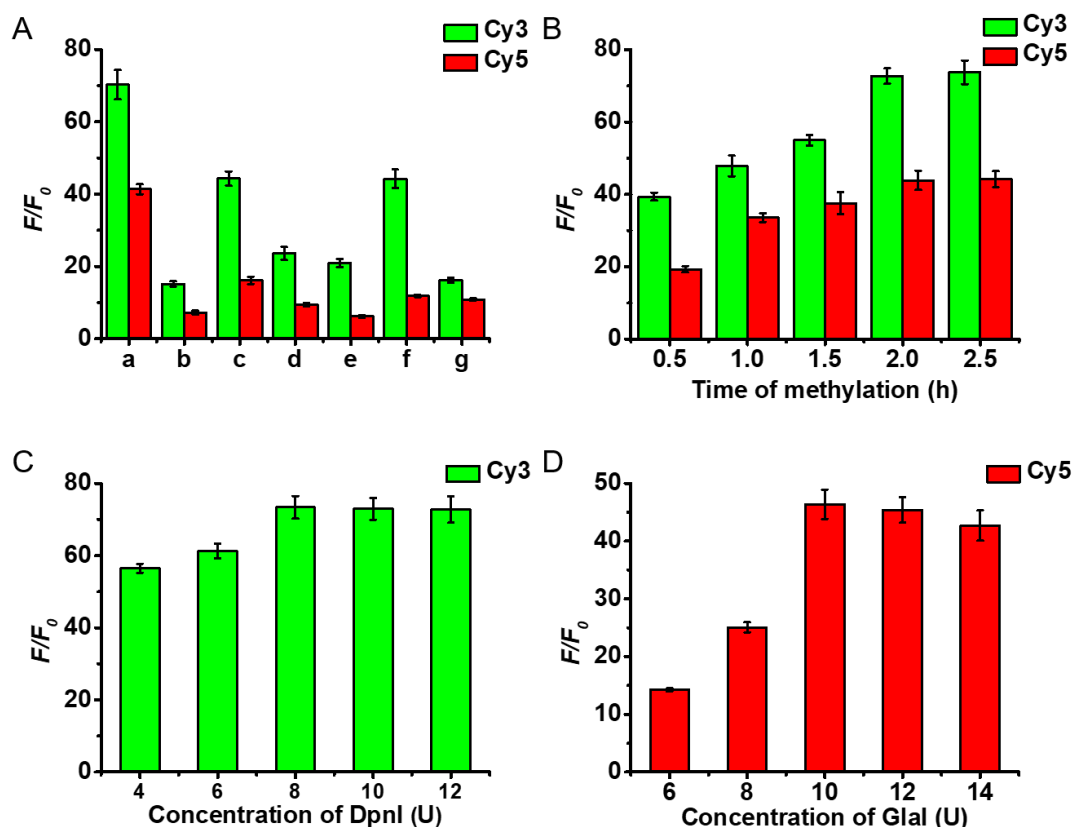 A
Cy3
Cy5
80
60
40
20
0
F/F0
a b c d e f g
B
Cy3
Cy5
80
60
40
20
0
F/F0
0.5 1.0 1.5 2.0 2.5
Time of methylation (h)
C
Cy3
80
60
40
20
0
F/F0
4 6 8 10 12
Concentration of DpnI (U)
D
Cy5
50
40
30
20
10
0
F/F0
6 8 10 12 14
Concentration of GlaI (U)